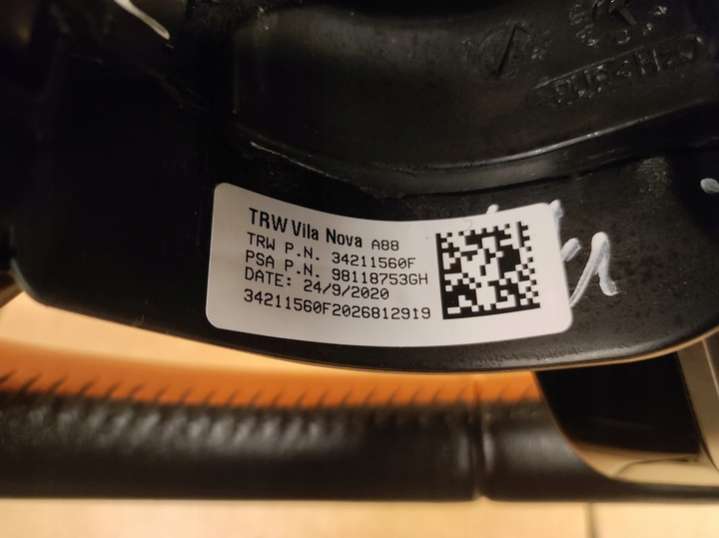 TRW Vila Nova A88
TRW P.N. 34211560F
PSA P.N. 98118753GH
DATE: 24/9/2020
34211560F2026812919